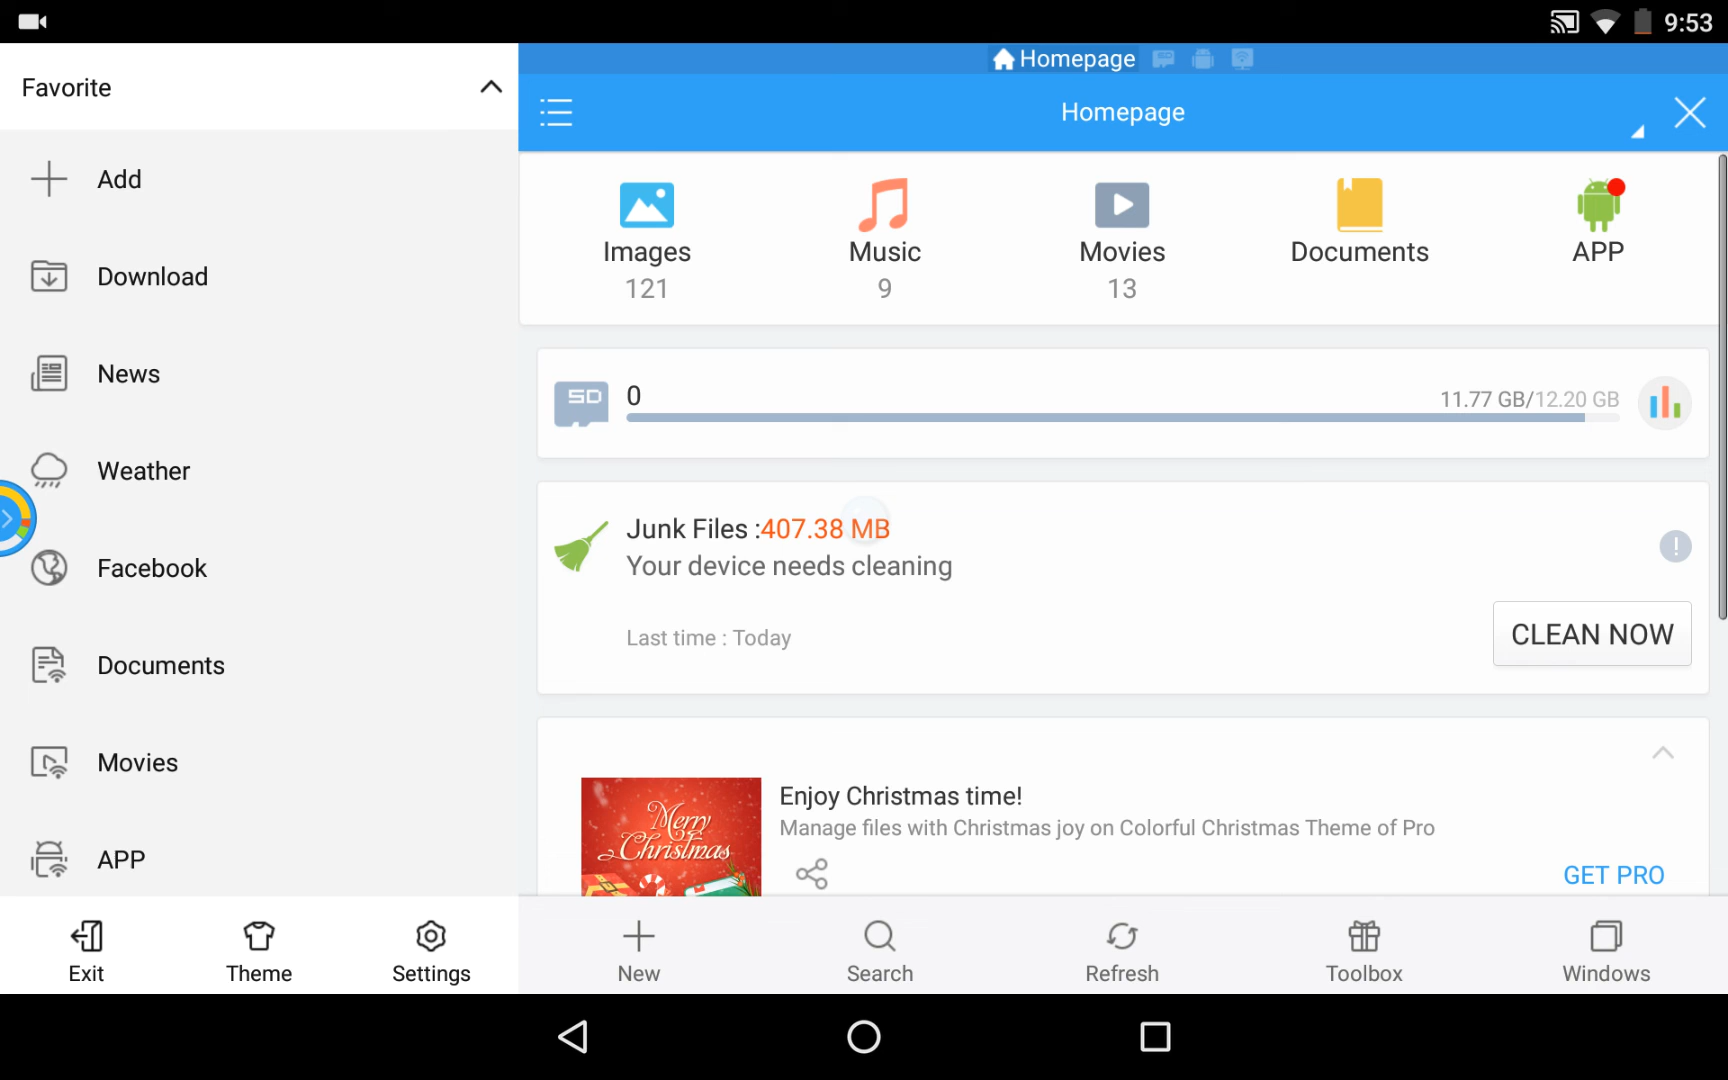 9:53
Favorite
Add
Download
News
Weather
Facebook
Documents
Movies
APP
Exit
Theme
Settings
Homepage
Homepage
Images
121
Music
9
Movies
13
Documents
APP
SD
0
11.77 GB/12.20 GB
Junk Files :407.38 MB
Your device needs cleaning
Last time : Today
CLEAN NOW
Merry
Christmas
Enjoy Christmas time!
Manage files with Christmas joy on Colorful Christmas Theme of Pro
GET PRO
New
Search
Refresh
Toolbox
Windows